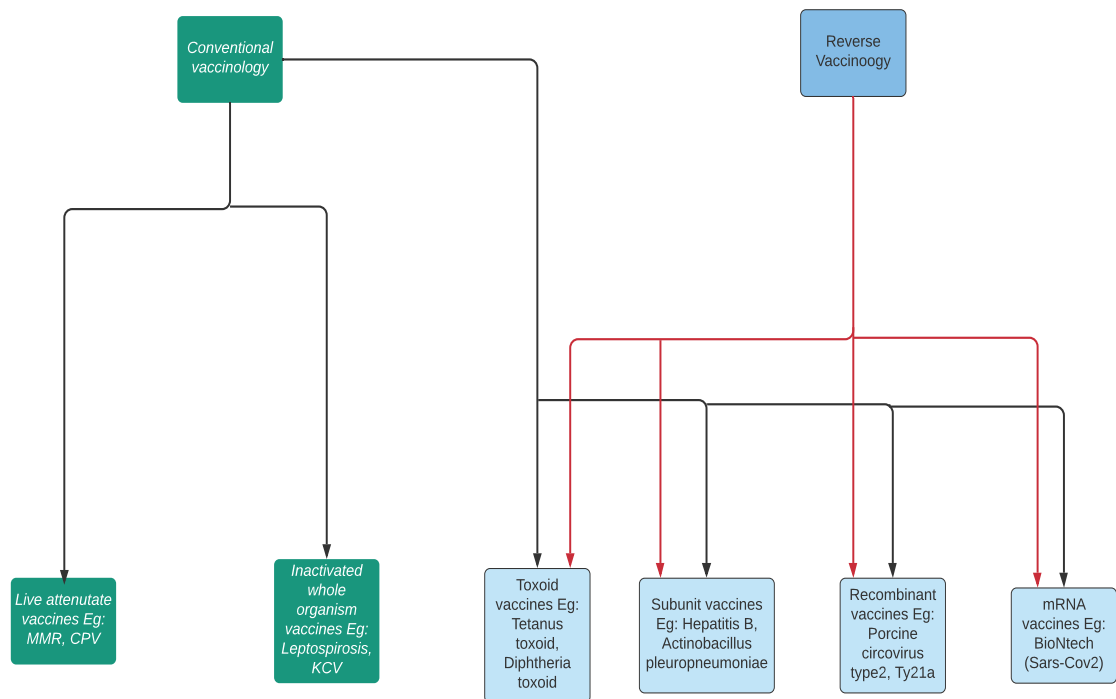 Conventional
vaccinology
Reverse
Vaccinoogy
Live attenutate
vaccines Eg:
MMR, CPV
Inactivated
whole
organism
vaccines Eg:
Leptospirosis,
KCV
Toxoid
vaccines Eg:
Tetanus
toxoid,
Diphtheria
toxoid
Subunit vaccines
Eg: Hepatitis B,
Actinobacillus
pleuropneumoniae
Recombinant
vaccines Eg:
Porcine
circovirus
type2, Ty21a
mRNA
vaccines Eg:
BioNtech
(Sars-Cov2)